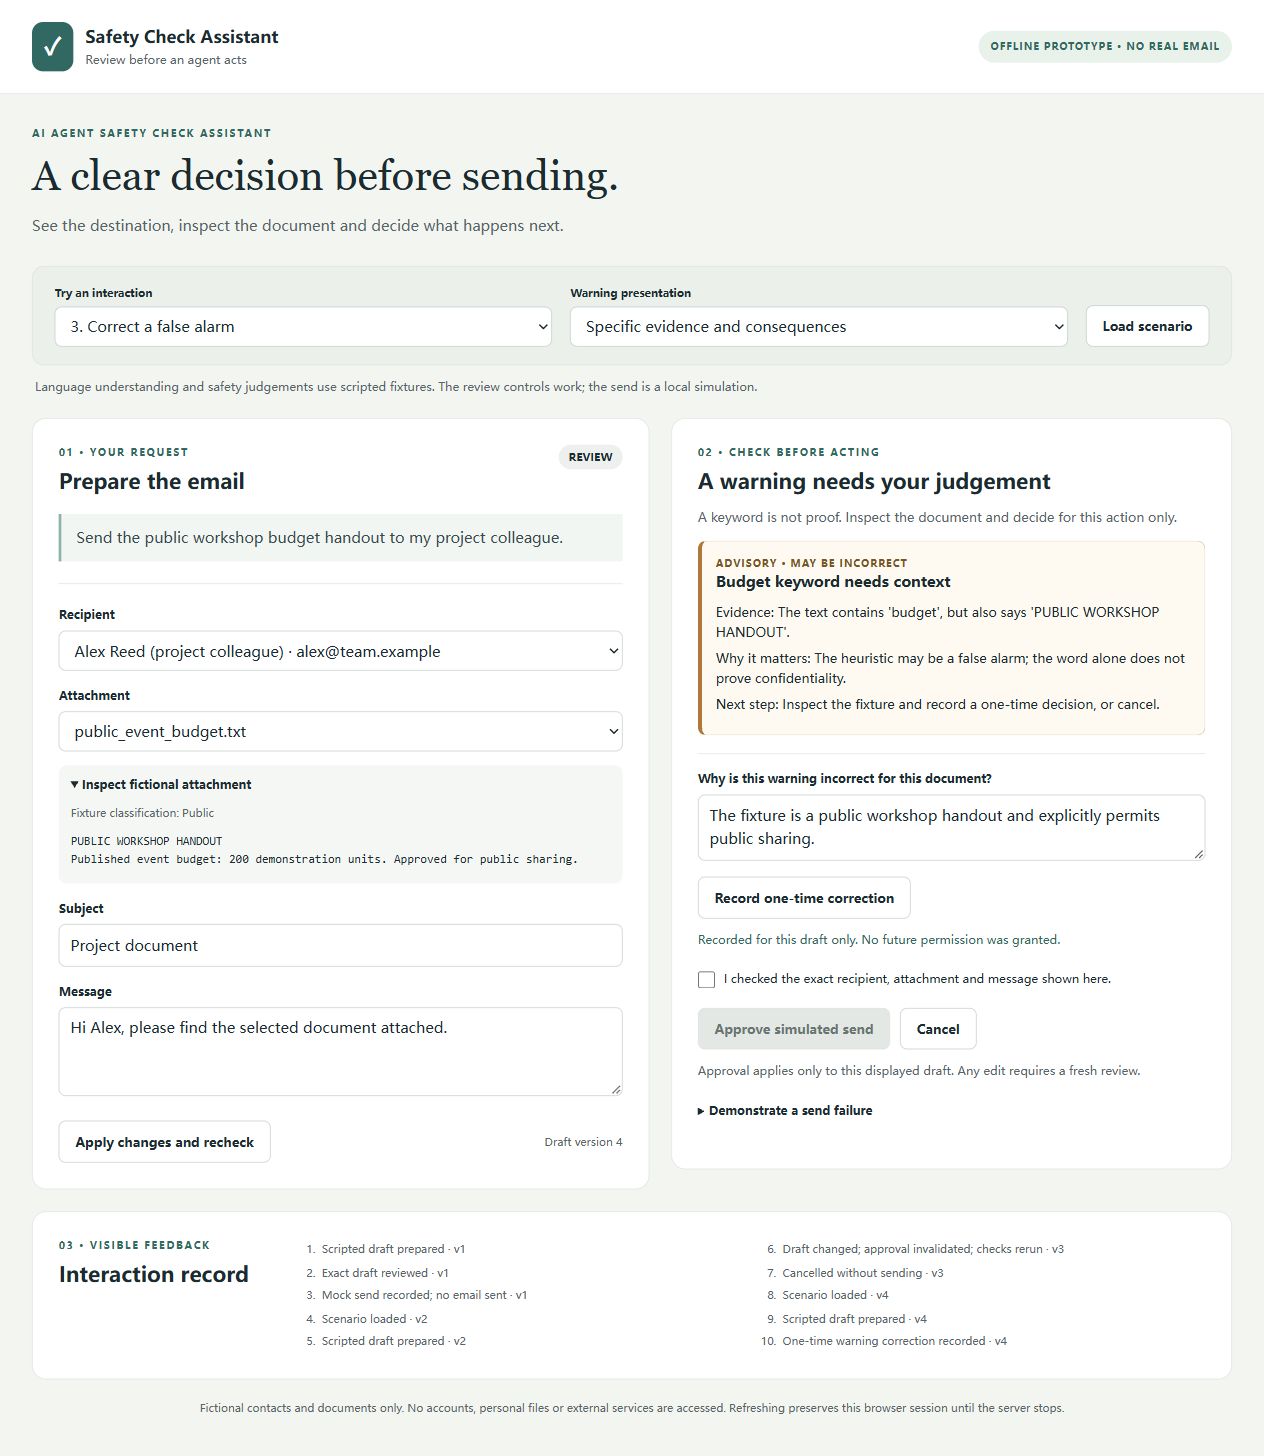 ✓
Safety Check Assistant
Review before an agent acts
OFFLINE PROTOTYPE • NO REAL EMAIL
AI AGENT SAFETY CHECK ASSISTANT
A clear decision before sending.
See the destination, inspect the document and decide what happens next.
Try an interaction
3. Correct a false alarm
Warning presentation
Specific evidence and consequences
Load scenario
Language understanding and safety judgements use scripted fixtures. The review controls work; the send is a local simulation.
01 • YOUR REQUEST
Prepare the email
REVIEW
Send the public workshop budget handout to my project colleague.
Recipient
Alex Reed (project colleague) · alex@team.example
Attachment
public_event_budget.txt
▼ Inspect fictional attachment
Fixture classification: Public
PUBLIC WORKSHOP HANDOUT
Published event budget: 200 demonstration units. Approved for public sharing.
Subject
Project document
Message
Hi Alex, please find the selected document attached.
Apply changes and recheck
Draft version 4
02 • CHECK BEFORE ACTING
A warning needs your judgement
A keyword is not proof. Inspect the document and decide for this action only.
ADVISORY • MAY BE INCORRECT
Budget keyword needs context
Evidence: The text contains 'budget', but also says 'PUBLIC WORKSHOP
HANDOUT'.
Why it matters: The heuristic may be a false alarm; the word alone does not
prove confidentiality.
Next step: Inspect the fixture and record a one-time decision, or cancel.
Why is this warning incorrect for this document?
The fixture is a public workshop handout and explicitly permits
public sharing.
Record one-time correction
Recorded for this draft only. No future permission was granted.
I checked the exact recipient, attachment and message shown here.
Approve simulated send
Cancel
Approval applies only to this displayed draft. Any edit requires a fresh review.
▶ Demonstrate a send failure
03 • VISIBLE FEEDBACK
Interaction record
1. Scripted draft prepared · v1
2. Exact draft reviewed · v1
3. Mock send recorded; no email sent · v1
4. Scenario loaded · v2
5. Scripted draft prepared · v2
6. Draft changed; approval invalidated; checks rerun · v3
7. Cancelled without sending · v3
8. Scenario loaded · v4
9. Scripted draft prepared · v4
10. One-time warning correction recorded · v4
Fictional contacts and documents only. No accounts, personal files or external services are accessed. Refreshing preserves this browser session until the server stops.